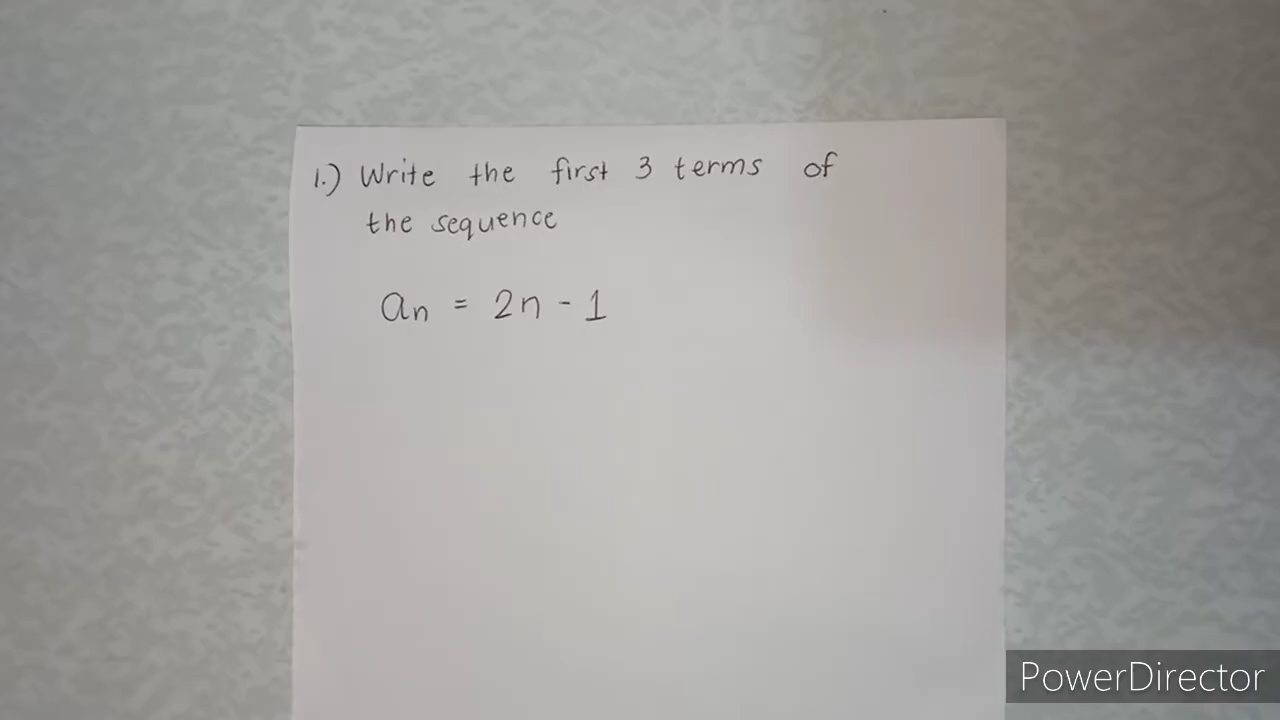 1.) Write the first 3 terms of
the sequence
an = 2n - 1
PowerDirector